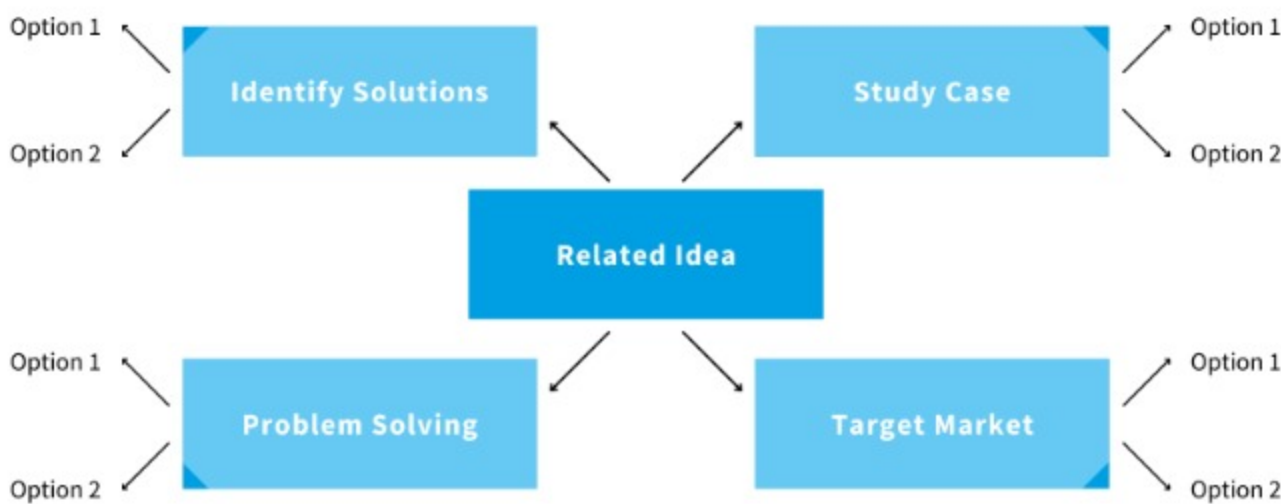 Option 1
Identify Solutions
Option 2
Study Case
Option 1
Option 2
Related Idea
Option 1
Problem Solving
Option 2
Target Market
Option 1
Option 2